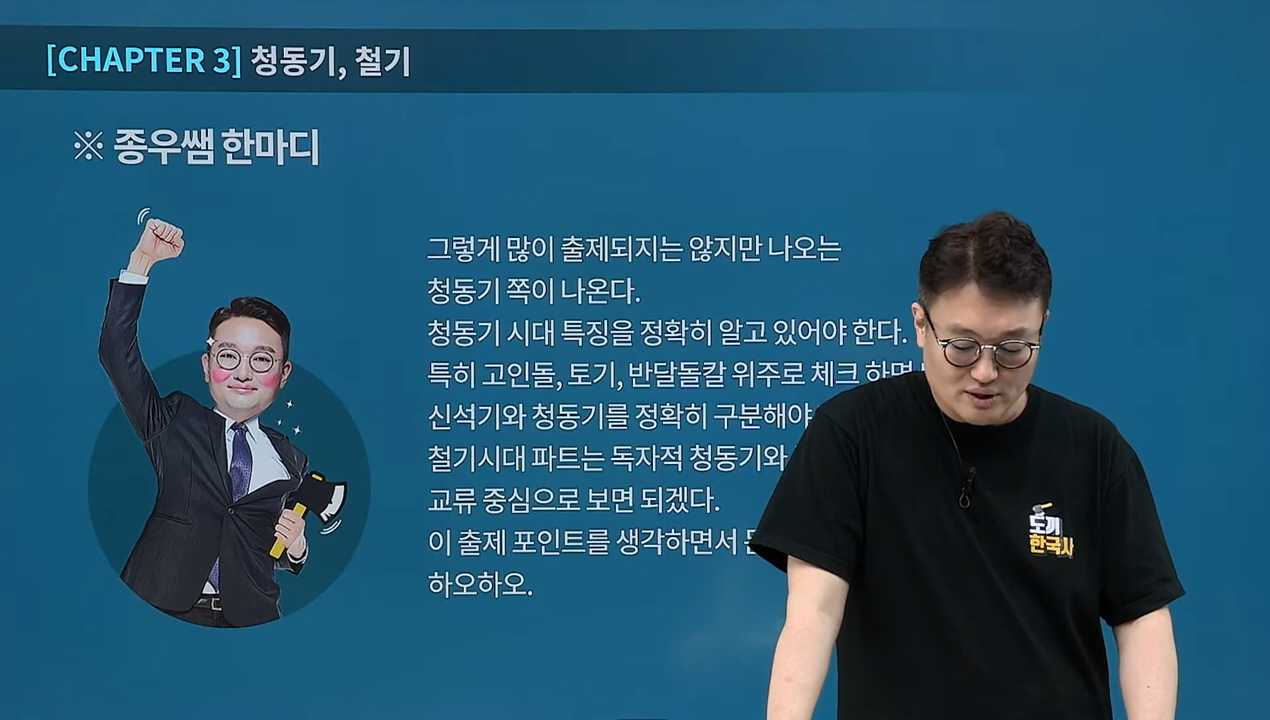 [CHAPTER 3] 청동기, 철기
※ 종우쌤 한마디
그렇게 많이 출제되지는 않지만 나오는
청동기 쪽이 나온다.
청동기 시대 특징을 정확히 알고 있어야 한다.
특히 고인돌, 토기, 반달돌칼 위주로 체크 하면
신석기와 청동기를 정확히 구분해야
철기시대 파트는 독자적 청동기와
교류 중심으로 보면 되겠다.
이 출제 포인트를 생각하면서
하오하오.
도끼
한국사